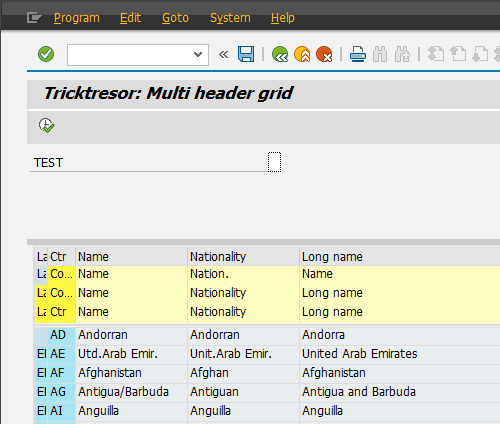 Program Edit Goto System Help
Tricktresor: Multi header grid
TEST
La Ctr Name Nationality Long name
La Co... Name Nation. Name
La Co... Name Nationality Long name
La Ctr Name Nationality Long name
AD Andorran Andorran Andorra
El AE Utd.Arab Emir. Unit.Arab Emir. United Arab Emirates
El AF Afghanistan Afghan Afghanistan
El AG Antigua/Barbuda Antiguan Antigua and Barbuda
El AI Anguilla Anguilla Anguilla